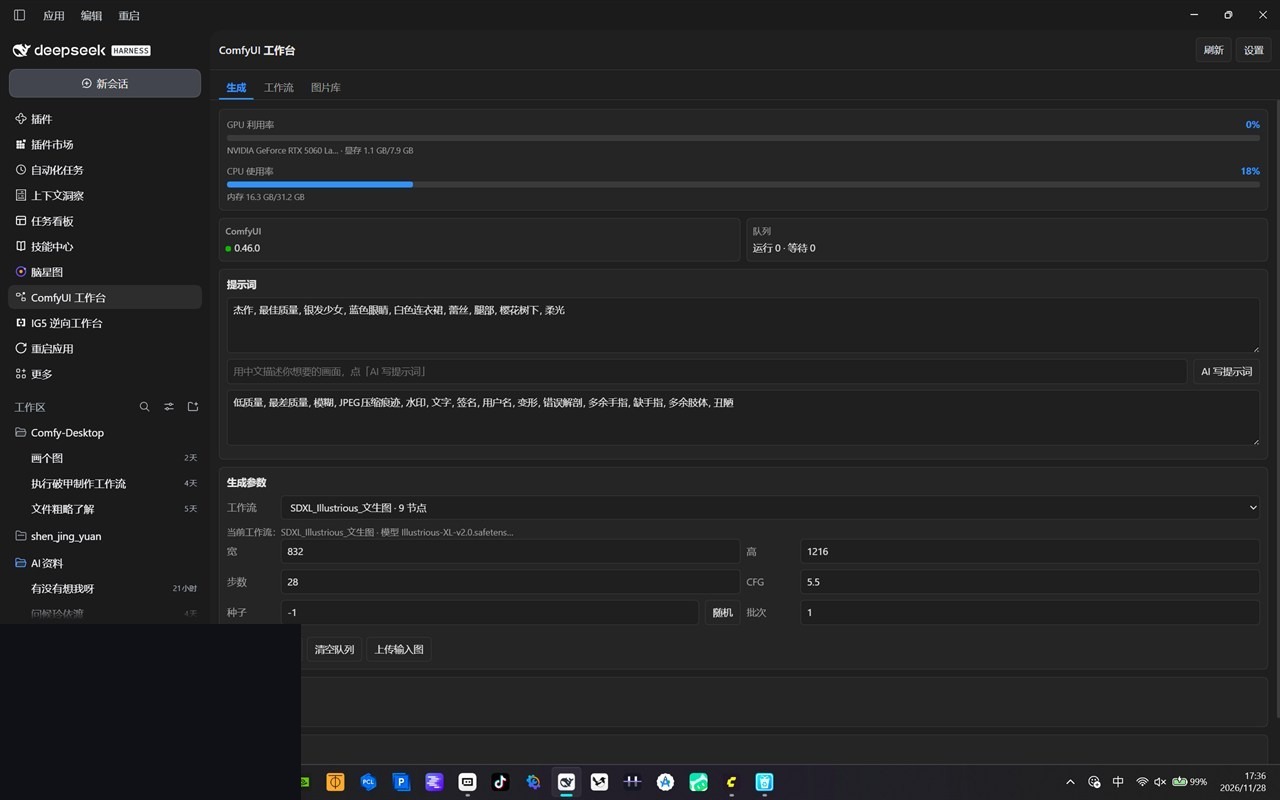 应用 编辑 重启
deepseek HARNESS
新会话
插件
插件市场
自动化任务
上下文洞察
任务看板
技能中心
脑星图
ComfyUI 工作台
IG5 逆向工作台
重启应用
更多
工作区
Comfy-Desktop
画个图 2天
执行破甲制作工作流 4天
文件粗略了解 5天
shen_jing_yuan
AI 资料
有没有想我呀 21小时
4天
ComfyUI 工作台
刷新 设置
生成 工作流 图片库
GPU 利用率 0%
NVIDIA GeForce RTX 5060 La... · 显存 1.1 GB/7.9 GB
CPU 使用率 18%
内存 16.3 GB/31.2 GB
ComfyUI
0.46.0
队列
运行 0 · 等待 0
提示词
杰作, 最佳质量, 银发少女, 蓝色眼睛, 白色连衣裙, 蕾丝, 腿部, 樱花树下, 柔光
用中文描述你想要的画面，点「AI 写提示词」
AI 写提示词
低质量, 最差质量, 模糊, JPEG压缩痕迹, 水印, 文字, 签名, 用户名, 变形, 错误解剖, 多余手指, 缺手指, 多余肢体, 丑陋
生成参数
工作流 SDXL_Illustrious_文生图 · 9 节点
当前工作流：SDXL_Illustrious_文生图 · 模型 Illustrious-XL-v2.0.safetens...
宽 832 高 1216
步数 28 CFG 5.5
种子 -1 随机 批次 1
清空队列 上传输入图
PCL
P
中
99%
17:36
2026/11/28